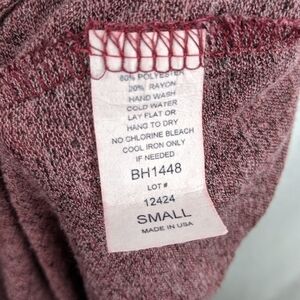 80% POLYESTER
20% RAYON
HAND WASH
COLD WATER
LAY FLAT OR
HANG TO DRY
NO CHLORINE BLEACH
COOL IRON ONLY
IF NEEDED
BH1448
LOT #
12424
SMALL
MADE IN USA